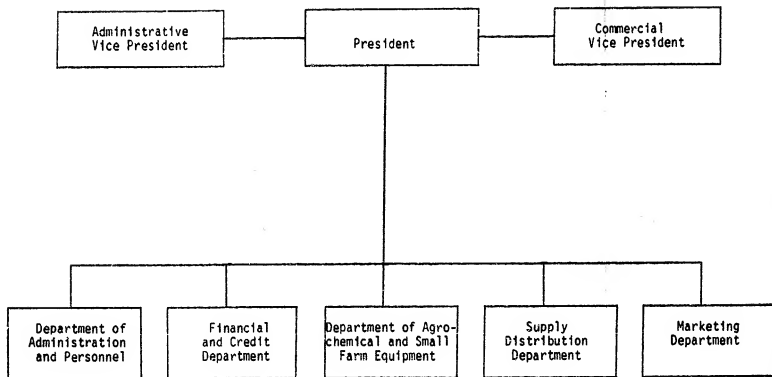 Administrative
Vice President
President
Commercial
Vice President
Department of
Administration
and Personnel
Financial
and Credit
Department
Department of Agro-
chemical and Small
Farm Equipment
Supply
Distribution
Department
Marketing
Department